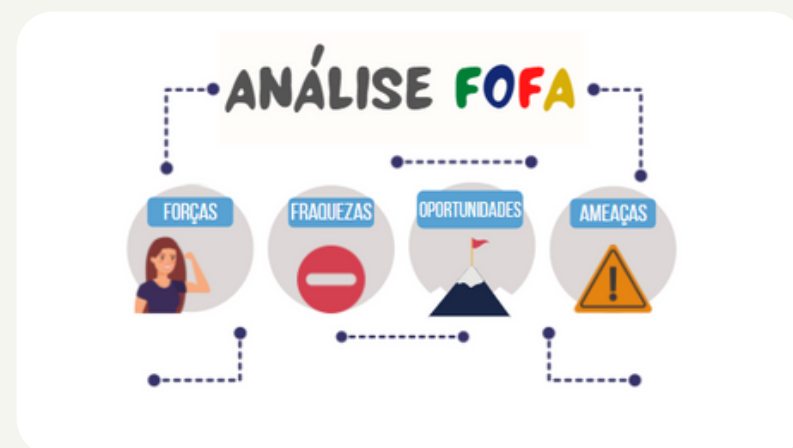 ANÁLISE FOFA
FORÇAS
FRAQUEZAS
OPORTUNIDADES
AMEAÇAS